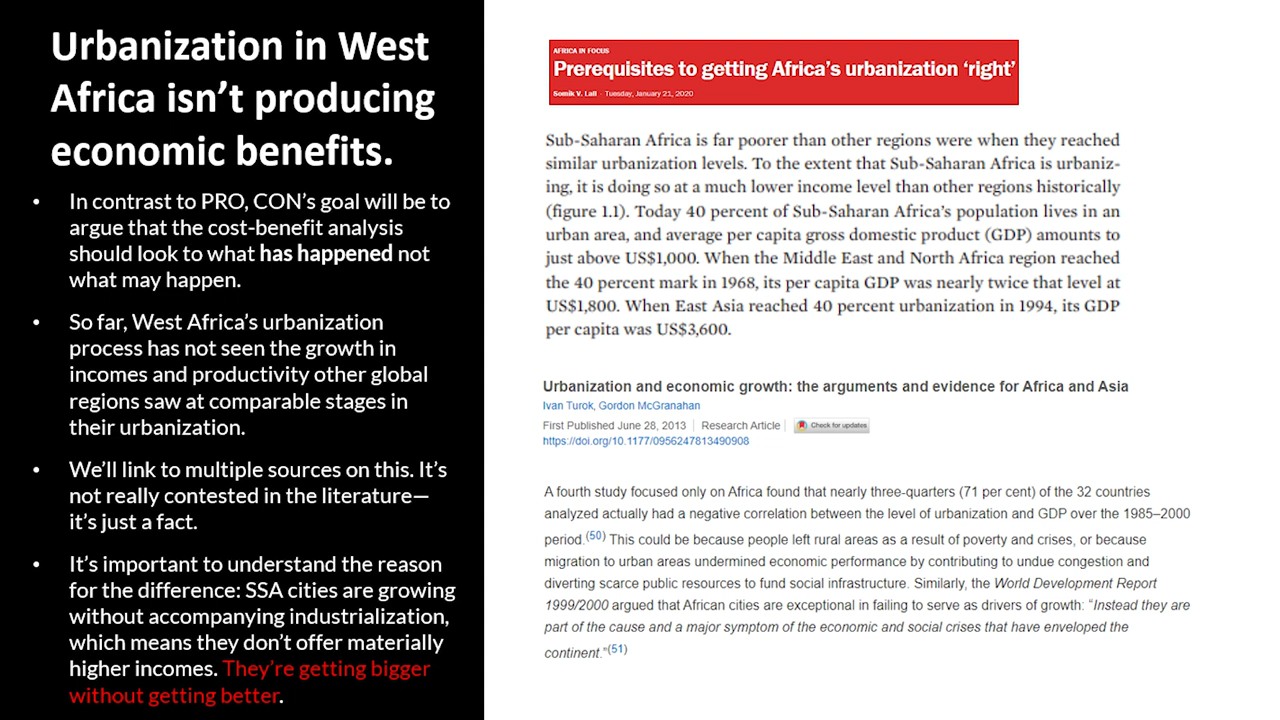 Urbanization in West
Africa isn't producing
economic benefits.
• In contrast to PRO, CON's goal will be to
argue that the cost-benefit analysis
should look to what has happened not
what may happen.
• So far, West Africa's urbanization
process has not seen the growth in
incomes and productivity other global
regions saw at comparable stages in
their urbanization.
• We'll link to multiple sources on this. It's
not really contested in the literature—
it's just a fact.
• It's important to understand the reason
for the difference: SSA cities are growing
without accompanying industrialization,
which means they don't offer materially
higher incomes. They're getting bigger
without getting better.
AFRICA IN FOCUS
Prerequisites to getting Africa's urbanization 'right'
Somik V. Lall · Tuesday, January 21, 2020
Sub-Saharan Africa is far poorer than other regions were when they reached
similar urbanization levels. To the extent that Sub-Saharan Africa is urbaniz-
ing, it is doing so at a much lower income level than other regions historically
(figure 1.1). Today 40 percent of Sub-Saharan Africa's population lives in an
urban area, and average per capita gross domestic product (GDP) amounts to
just above US$1,000. When the Middle East and North Africa region reached
the 40 percent mark in 1968, its per capita GDP was nearly twice that level at
US$1,800. When East Asia reached 40 percent urbanization in 1994, its GDP
per capita was US$3,600.
Urbanization and economic growth: the arguments and evidence for Africa and Asia
Ivan Turok, Gordon McGranahan
First Published June 28, 2013 | Research Article | Check for updates
https://doi.org/10.1177/0956247813490908
A fourth study focused only on Africa found that nearly three-quarters (71 per cent) of the 32 countries
analyzed actually had a negative correlation between the level of urbanization and GDP over the 1985–2000
period.(50) This could be because people left rural areas as a result of poverty and crises, or because
migration to urban areas undermined economic performance by contributing to undue congestion and
diverting scarce public resources to fund social infrastructure. Similarly, the World Development Report
1999/2000 argued that African cities are exceptional in failing to serve as drivers of growth: "Instead they are
part of the cause and a major symptom of the economic and social crises that have enveloped the
continent."(51)